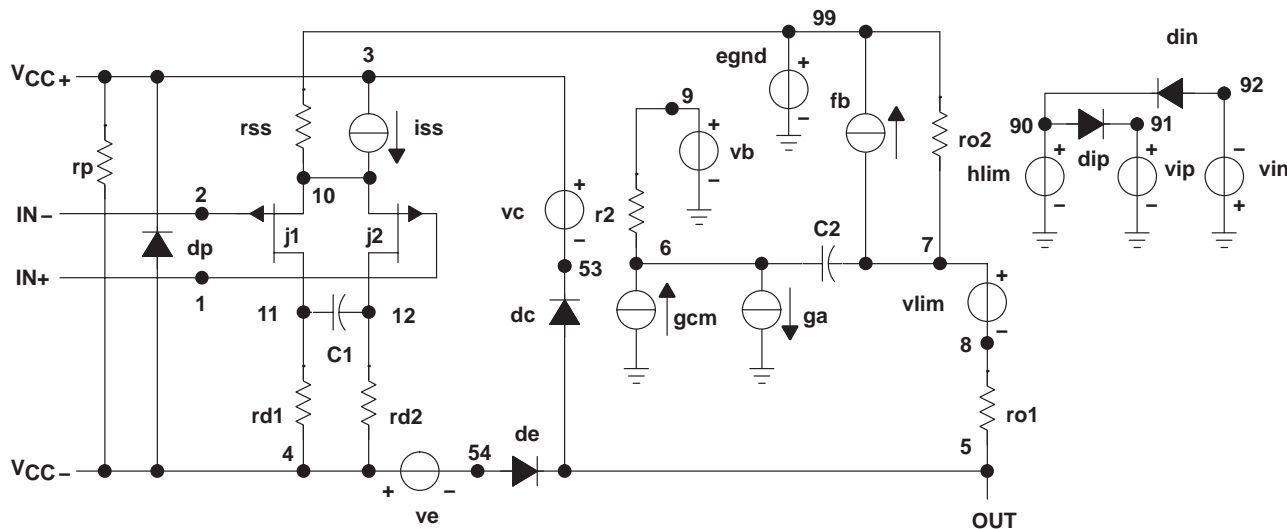 99
3
egnd
+
−
din
VCC+
92
rss
iss
9
+
−
vb
fb
ro2
90
91
dip
rp
10
hlim
+
−
vip
+
−
vin
−
+
2
IN−
j1
j2
vc
+
−
r2
C2
dp
6
7
IN+
1
53
11
12
gcm
ga
vlim
+
−
C1
dc
8
rd1
rd2
ro1
de
4
54
5
VCC−
+
−
ve
OUT